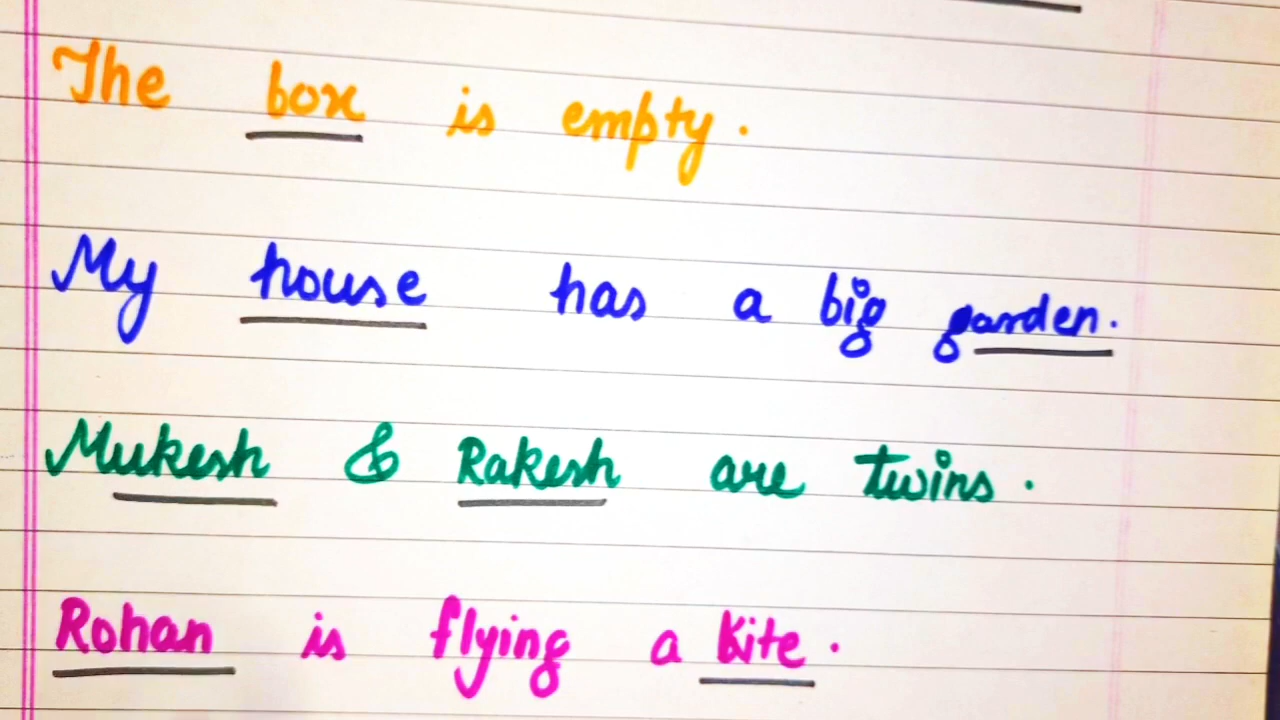 The box is empty.
My house has a big garden.
Mukesh & Rakesh are twins.
Rohan is flying a kite.